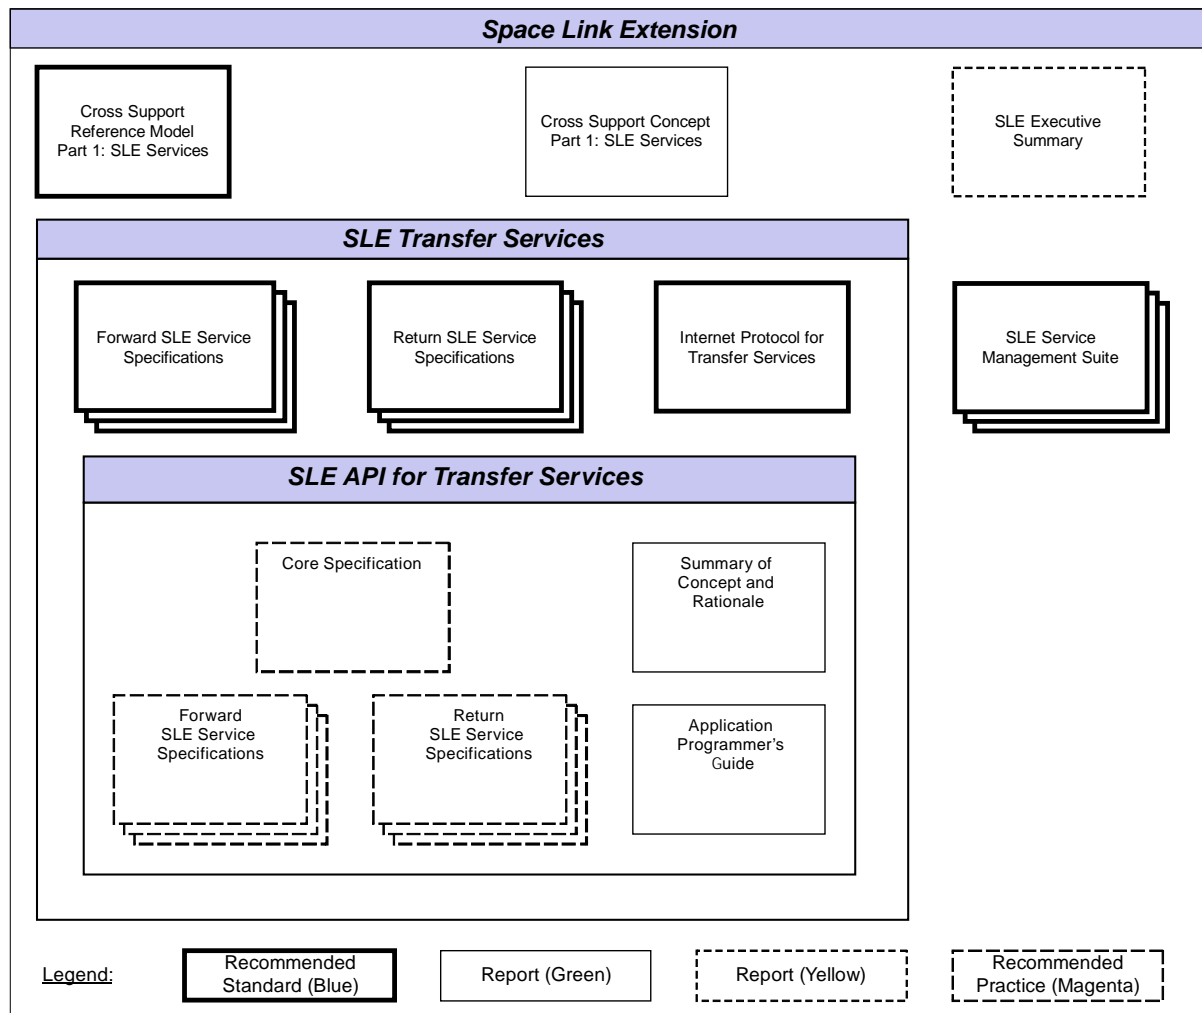 Space Link Extension
Cross Support
Reference Model
Part 1: SLE Services
Cross Support Concept
Part 1: SLE Services
SLE Executive
Summary
SLE Transfer Services
Forward SLE Service
Specifications
Return SLE Service
Specifications
Internet Protocol for
Transfer Services
SLE Service
Management Suite
SLE API for Transfer Services
Core Specification
Summary of
Concept and
Rationale
Forward
SLE Service
Specifications
Return
SLE Service
Specifications
Application
Programmer’s
Guide
Legend:
Recommended
Standard (Blue)
Report (Green)
Report (Yellow)
Recommended
Practice (Magenta)